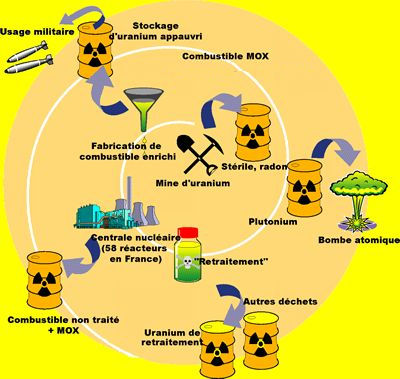 Stockage
d'uranium appauvri
Usage militaire
Combustible MOX
Fabrication de
combustible enrichi
Stérile, radon
Mine d'uranium
Plutonium
Bombe atomique
Centrale nucléaire
(58 réacteurs
en France)
"Retraitement"
Autres déchets
Combustible non traité
+ MOX
Uranium de
retraitement